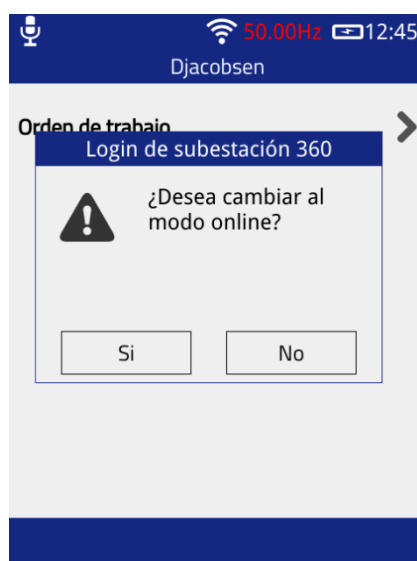 50.00Hz 12:45
Djacobsen
Orden de trabajo
Login de subestación 360
¿Desea cambiar al
modo online?
Si No